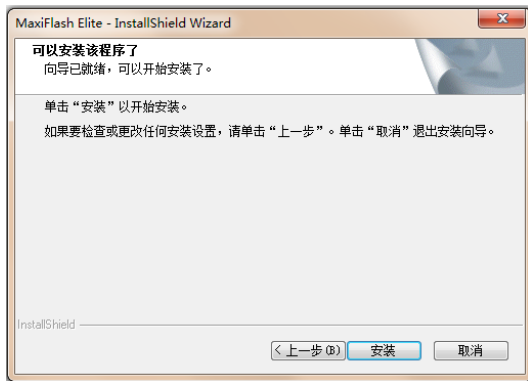 MaxiFlash Elite - InstallShield Wizard
可以安装该程序了
向导已就绪，可以开始安装了。
单击“安装”以开始安装。
如果要检查或更改任何安装设置，请单击“上一步”。单击“取消”退出安装向导。
InstallShield
< 上一步(B)
安装
取消